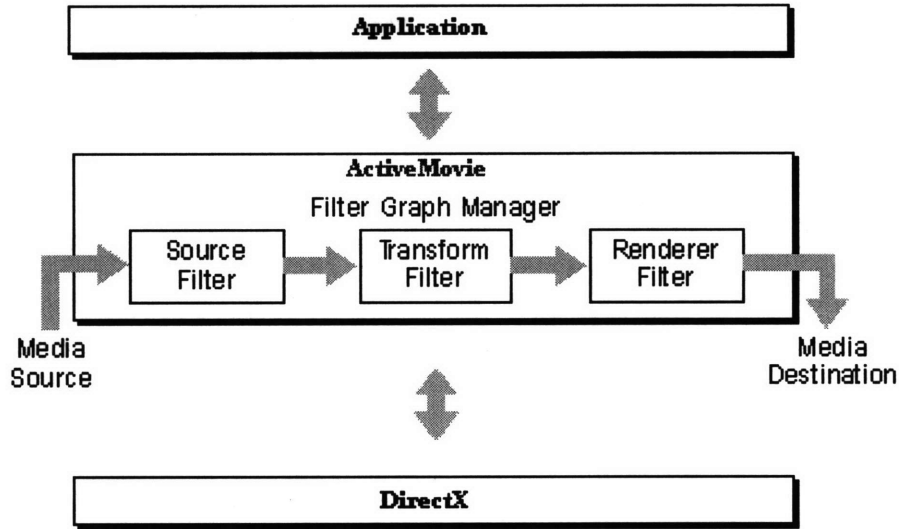 Application
ActiveMovie
Filter Graph Manager
Source
Filter
Transform
Filter
Renderer
Filter
Media
Source
Media
Destination
DirectX